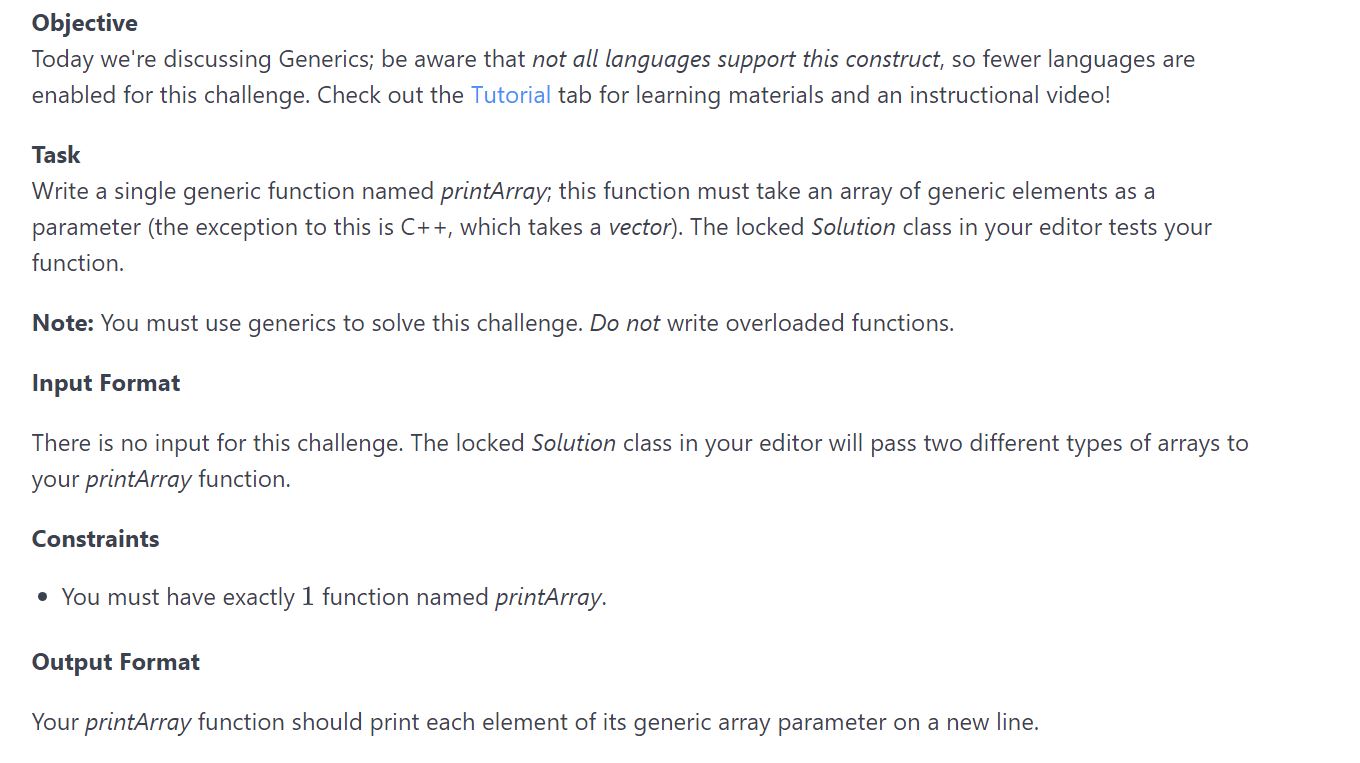 Objective
Today we're discussing Generics; be aware that not all languages support this construct, so fewer languages are
enabled for this challenge. Check out the Tutorial tab for learning materials and an instructional video!
Task
Write a single generic function named printArray; this function must take an array of generic elements as a
parameter (the exception to this is C++, which takes a vector). The locked Solution class in your editor tests your
function.
Note: You must use generics to solve this challenge. Do not write overloaded functions.
Input Format
There is no input for this challenge. The locked Solution class in your editor will pass two different types of arrays to
your printArray function.
Constraints
• You must have exactly 1 function named printArray.
Output Format
Your printArray function should print each element of its generic array parameter on a new line.